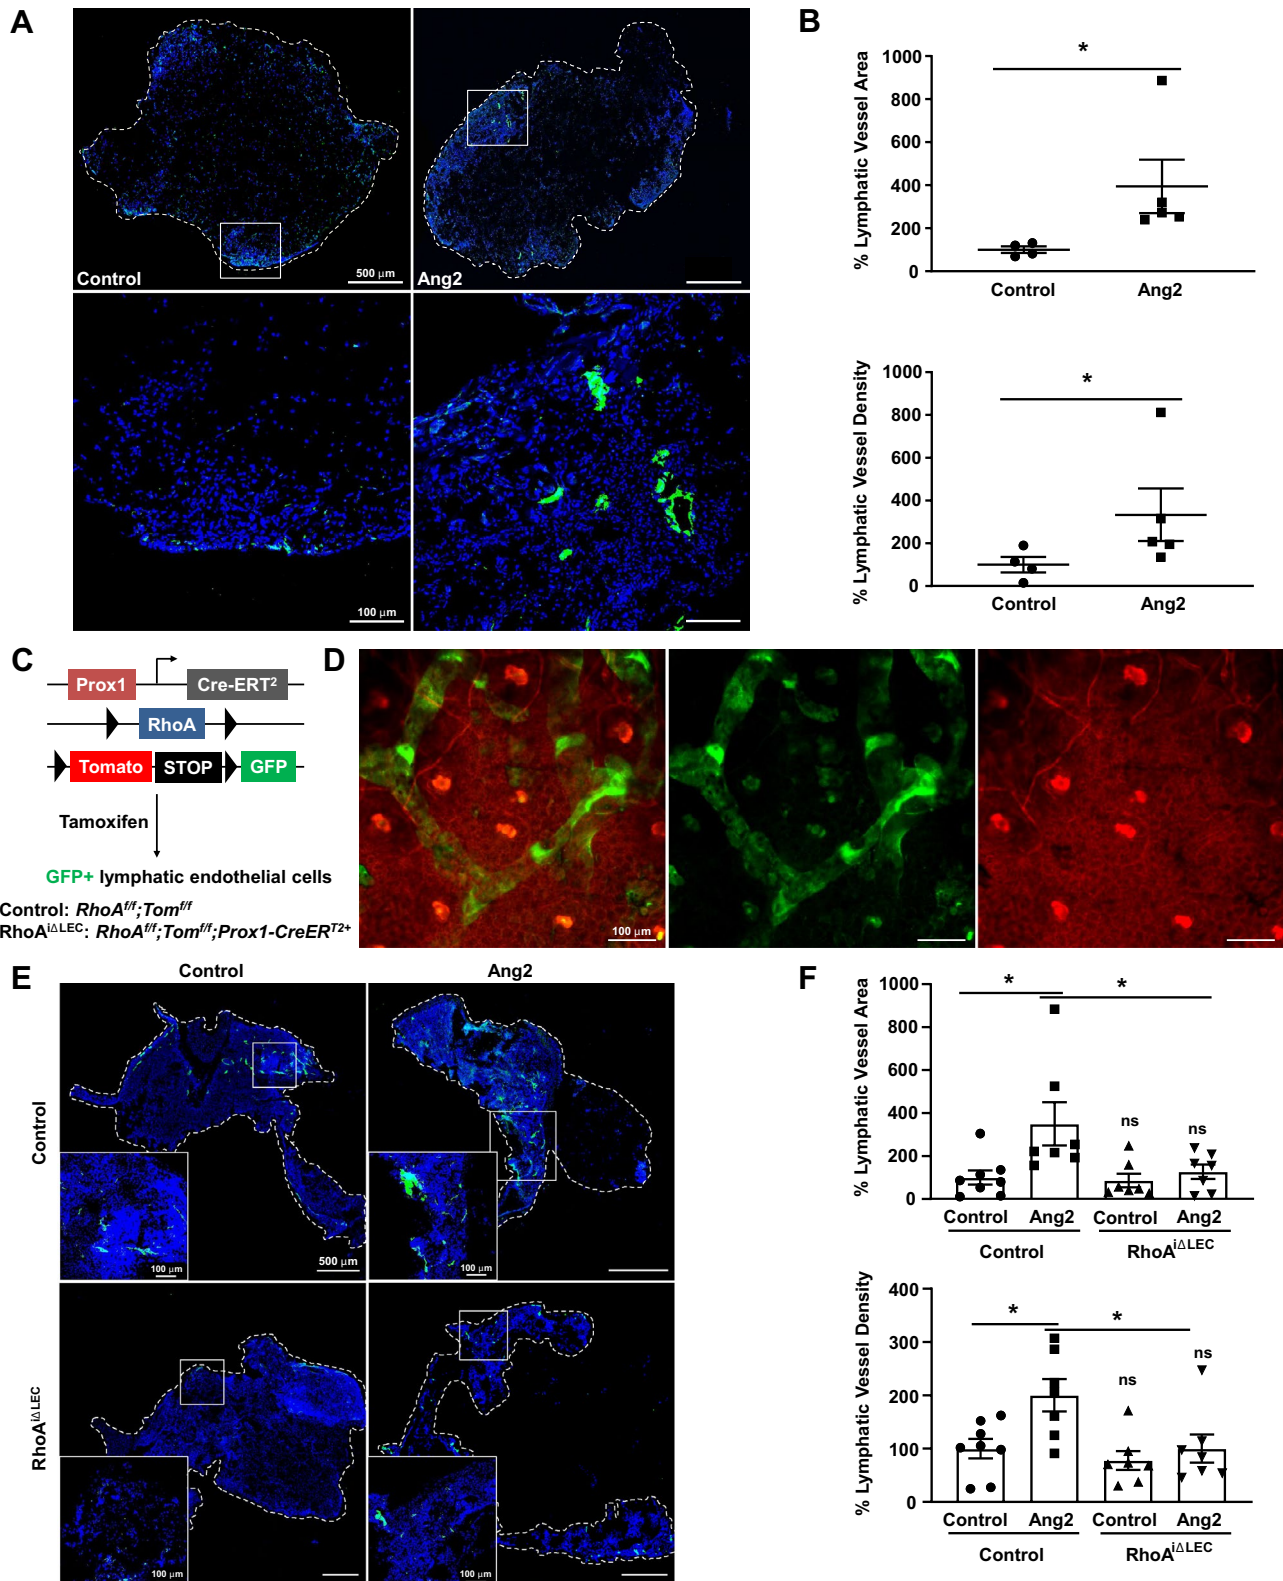 A
Control
500 µm
Ang2
100 µm
B
% Lymphatic Vessel Area
1000
800
600
400
200
0
*
Control
Ang2
% Lymphatic Vessel Density
1000
800
600
400
200
0
*
Control
Ang2
C
Prox1
Cre-ERT²
RhoA
Tomato
STOP
GFP
Tamoxifen
GFP+ lymphatic endothelial cells
Control: RhoAᶠ/ᶠ;Tomᶠ/ᶠ
RhoAⁱᐃᴸᴱᶜ: RhoAᶠ/ᶠ;Tomᶠ/ᶠ;Prox1-CreERᵀ²⁺
D
100 µm
E
Control
Ang2
Control
100 µm
500 µm
100 µm
RhoAⁱᐃᴸᴱᶜ
100 µm
100 µm
F
% Lymphatic Vessel Area
1000
800
600
400
200
0
*
*
ns
ns
Control
Ang2
Control
Ang2
Control
RhoAⁱᐃᴸᴱᶜ
% Lymphatic Vessel Density
400
300
200
100
0
*
*
ns
ns
Control
Ang2
Control
Ang2
Control
RhoAⁱᐃᴸᴱᶜ